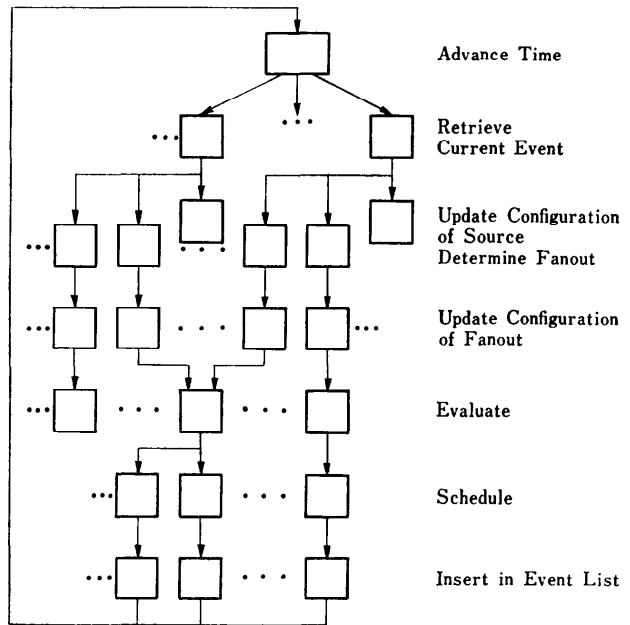 Advance Time
Retrieve
Current Event
Update Configuration
of Source
Determine Fanout
Update Configuration
of Fanout
Evaluate
Schedule
Insert in Event List